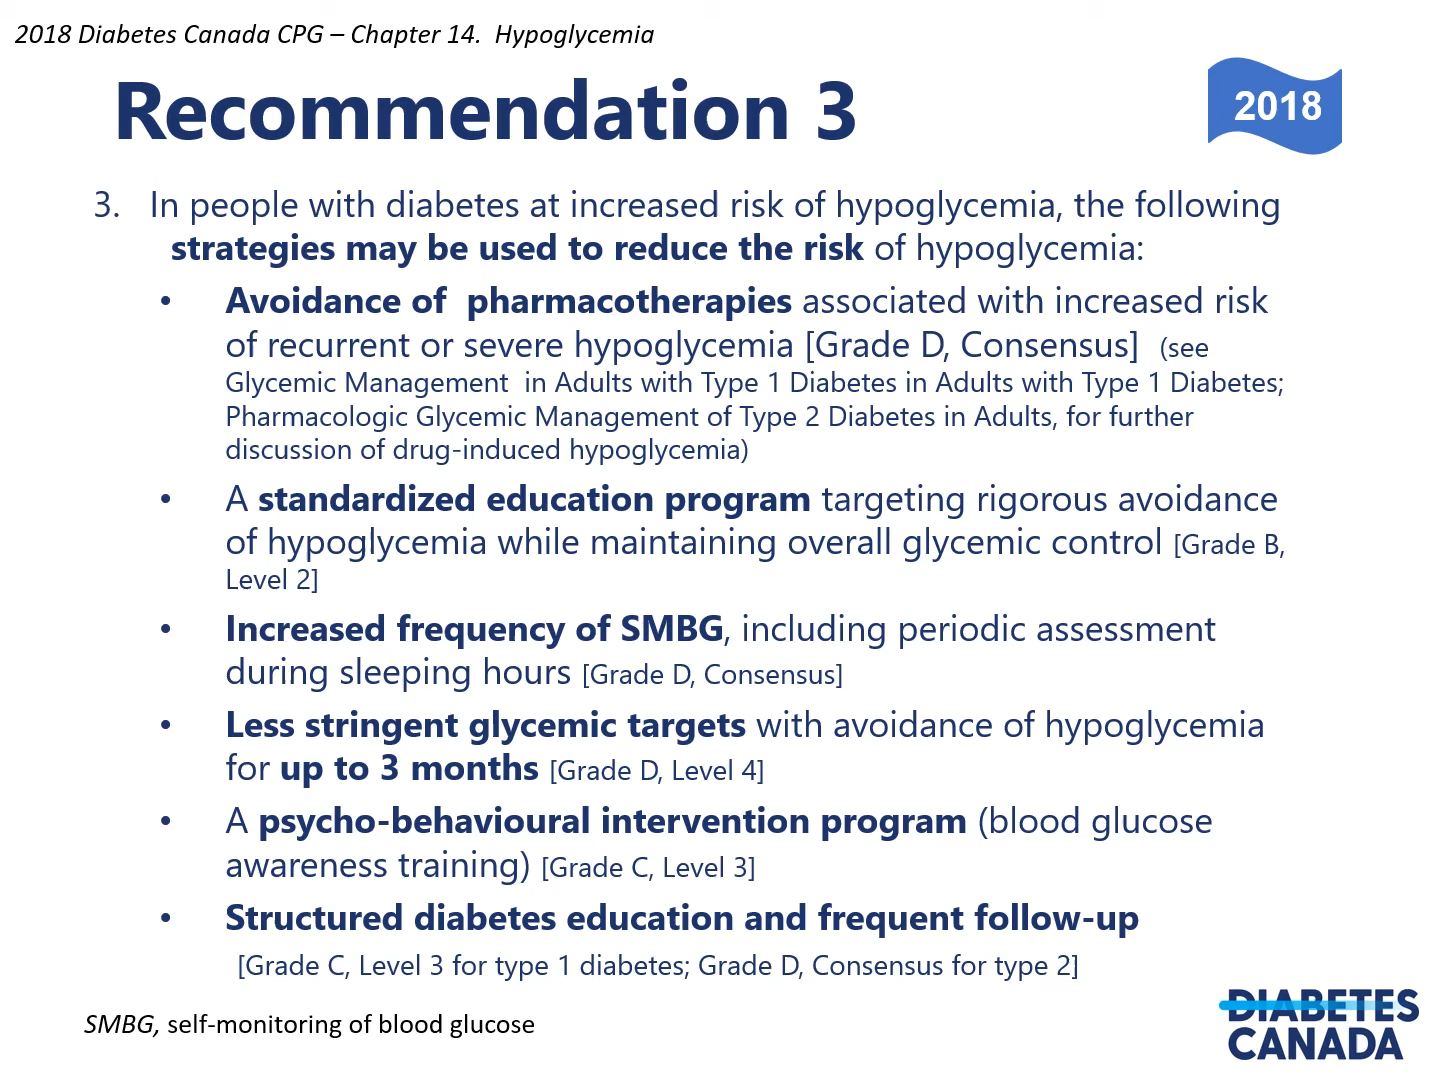 2018 Diabetes Canada CPG – Chapter 14.  Hypoglycemia
Recommendation 3
2018
3. In people with diabetes at increased risk of hypoglycemia, the following
strategies may be used to reduce the risk of hypoglycemia:
• Avoidance of  pharmacotherapies associated with increased risk
of recurrent or severe hypoglycemia [Grade D, Consensus]  (see
Glycemic Management  in Adults with Type 1 Diabetes in Adults with Type 1 Diabetes;
Pharmacologic Glycemic Management of Type 2 Diabetes in Adults, for further
discussion of drug-induced hypoglycemia)
• A standardized education program targeting rigorous avoidance
of hypoglycemia while maintaining overall glycemic control [Grade B,
Level 2]
• Increased frequency of SMBG, including periodic assessment
during sleeping hours [Grade D, Consensus]
• Less stringent glycemic targets with avoidance of hypoglycemia
for up to 3 months [Grade D, Level 4]
• A psycho-behavioural intervention program (blood glucose
awareness training) [Grade C, Level 3]
• Structured diabetes education and frequent follow-up
[Grade C, Level 3 for type 1 diabetes; Grade D, Consensus for type 2]
SMBG, self-monitoring of blood glucose
DIABETES
CANADA